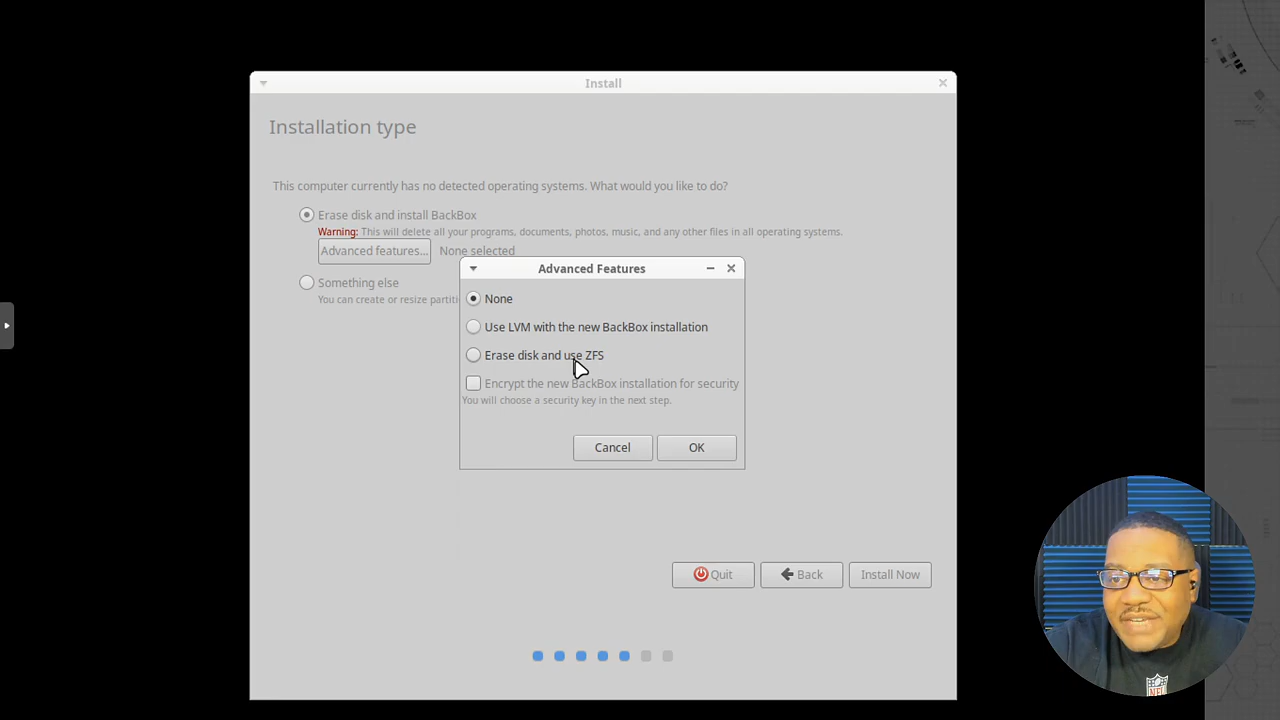 Install
Installation type
This computer currently has no detected operating systems. What would you like to do?
Erase disk and install BackBox
Warning: This will delete all your programs, documents, photos, music, and any other files in all operating systems.
Advanced features... None selected
Something else
You can create or resize partiti
Advanced Features
None
Use LVM with the new BackBox installation
Erase disk and use ZFS
Encrypt the new BackBox installation for security
You will choose a security key in the next step.
Cancel OK
Quit Back Install Now
NFL